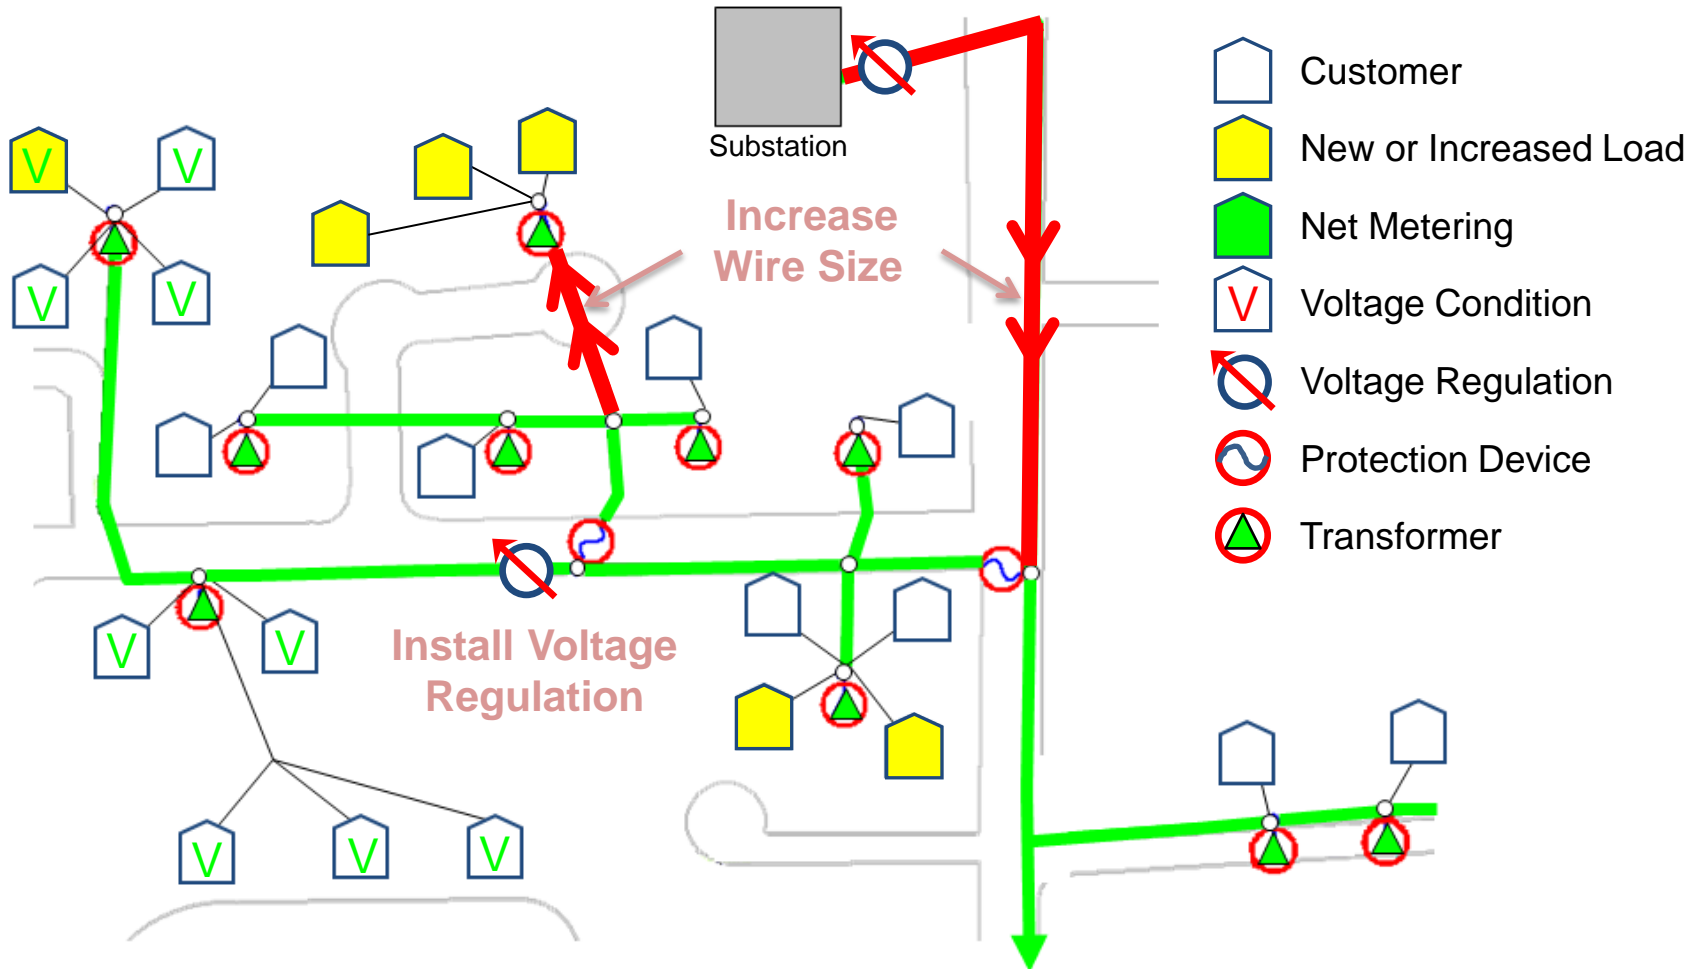 Substation
Increase
Wire Size
Install Voltage
Regulation
V
V
V
V
V
V
V
V
V
Customer
New or Increased Load
Net Metering
V
Voltage Condition
Voltage Regulation
Protection Device
Transformer